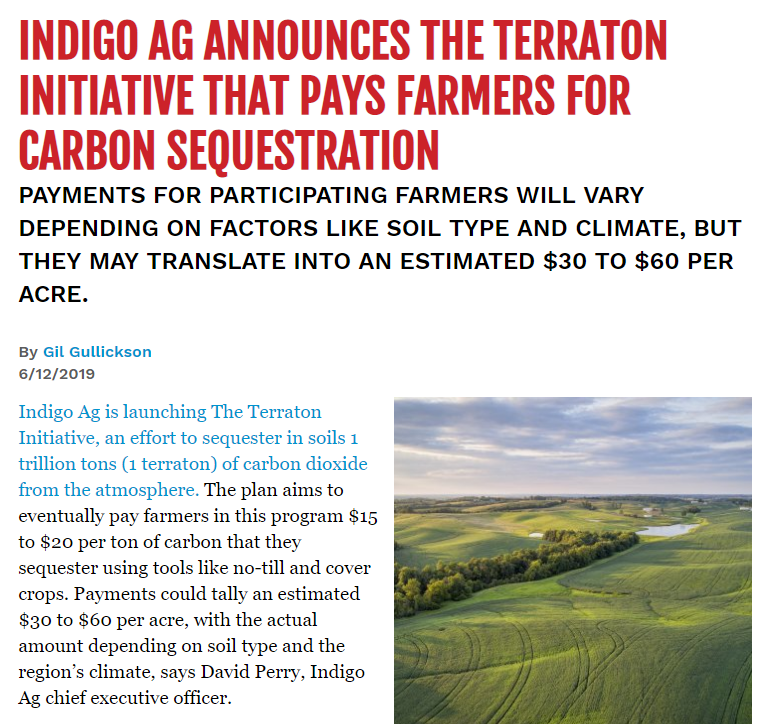 INDIGO AG ANNOUNCES THE TERRATON
INITIATIVE THAT PAYS FARMERS FOR
CARBON SEQUESTRATION
PAYMENTS FOR PARTICIPATING FARMERS WILL VARY
DEPENDING ON FACTORS LIKE SOIL TYPE AND CLIMATE, BUT
THEY MAY TRANSLATE INTO AN ESTIMATED $30 TO $60 PER
ACRE.
By Gil Gullickson
6/12/2019
Indigo Ag is launching The Terraton
Initiative, an effort to sequester in soils 1
trillion tons (1 terraton) of carbon dioxide
from the atmosphere. The plan aims to
eventually pay farmers in this program $15
to $20 per ton of carbon that they
sequester using tools like no-till and cover
crops. Payments could tally an estimated
$30 to $60 per acre, with the actual
amount depending on soil type and the
region’s climate, says David Perry, Indigo
Ag chief executive officer.